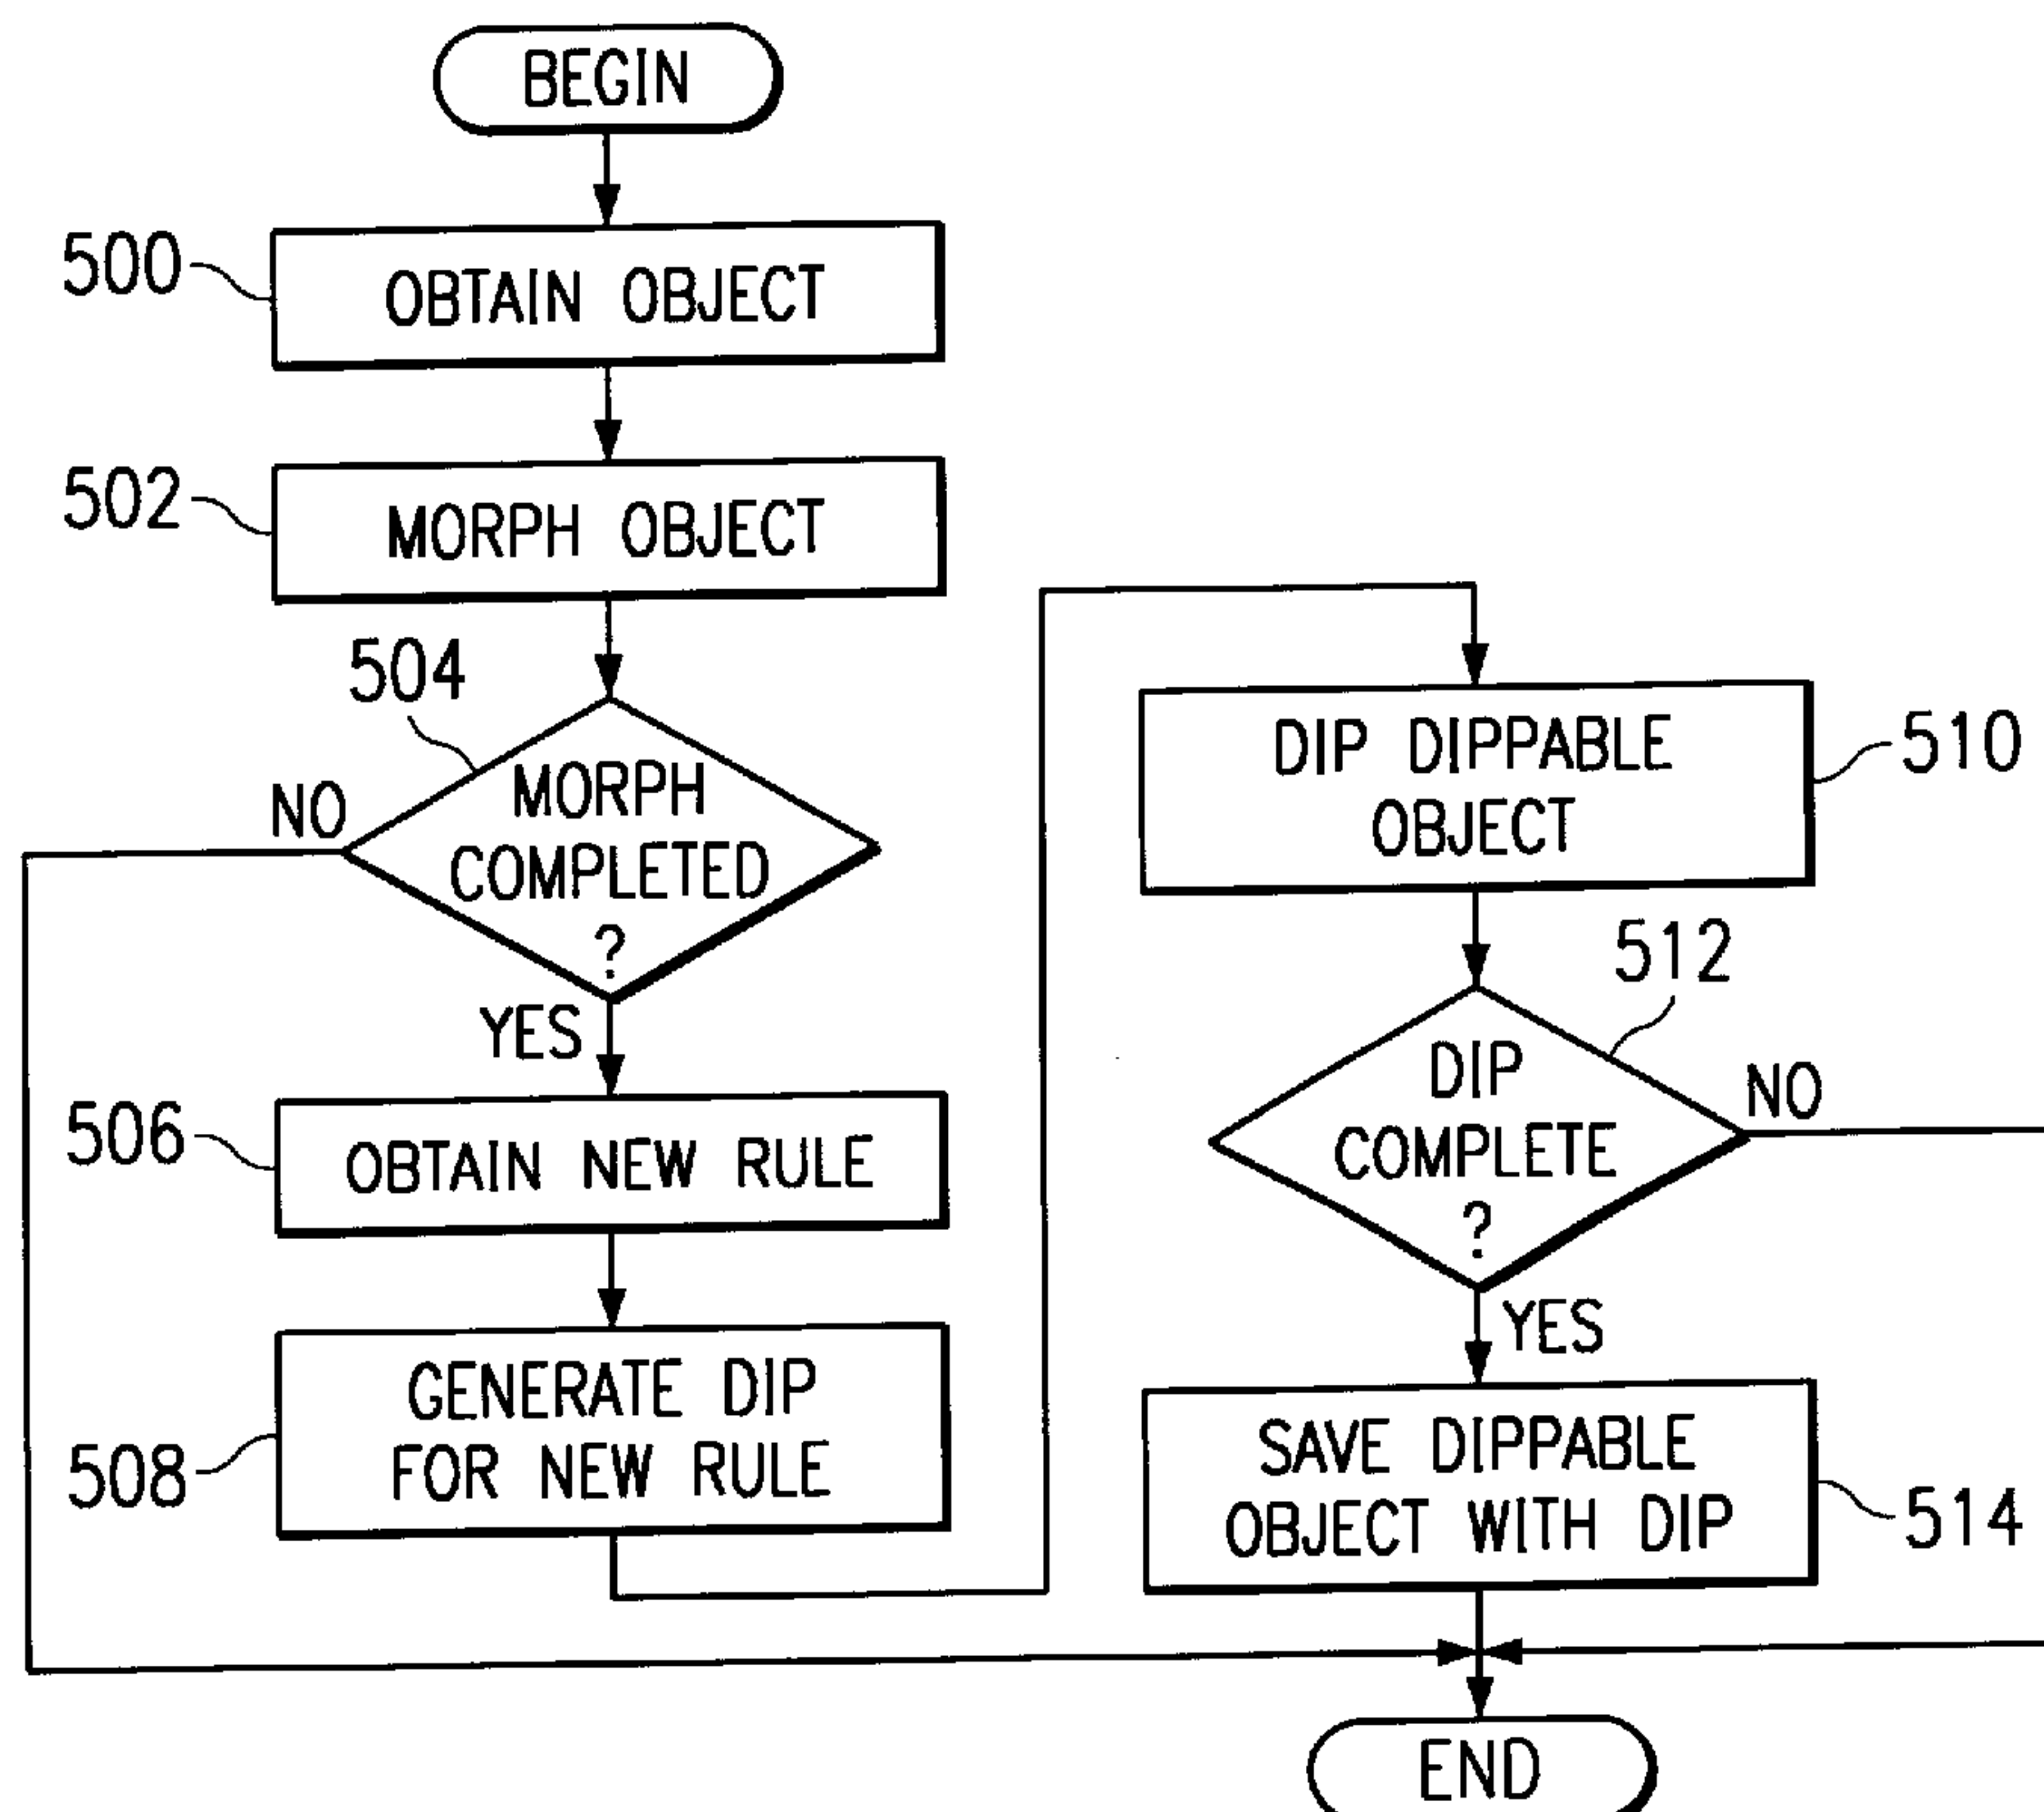 BEGIN
500
OBTAIN OBJECT
502
MORPH OBJECT
504
MORPH
COMPLETED
?
NO
YES
506
OBTAIN NEW RULE
508
GENERATE DIP
FOR NEW RULE
DIP DIPPABLE
OBJECT
510
512
DIP
COMPLETE
?
NO
YES
SAVE DIPPABLE
OBJECT WITH DIP
514
END